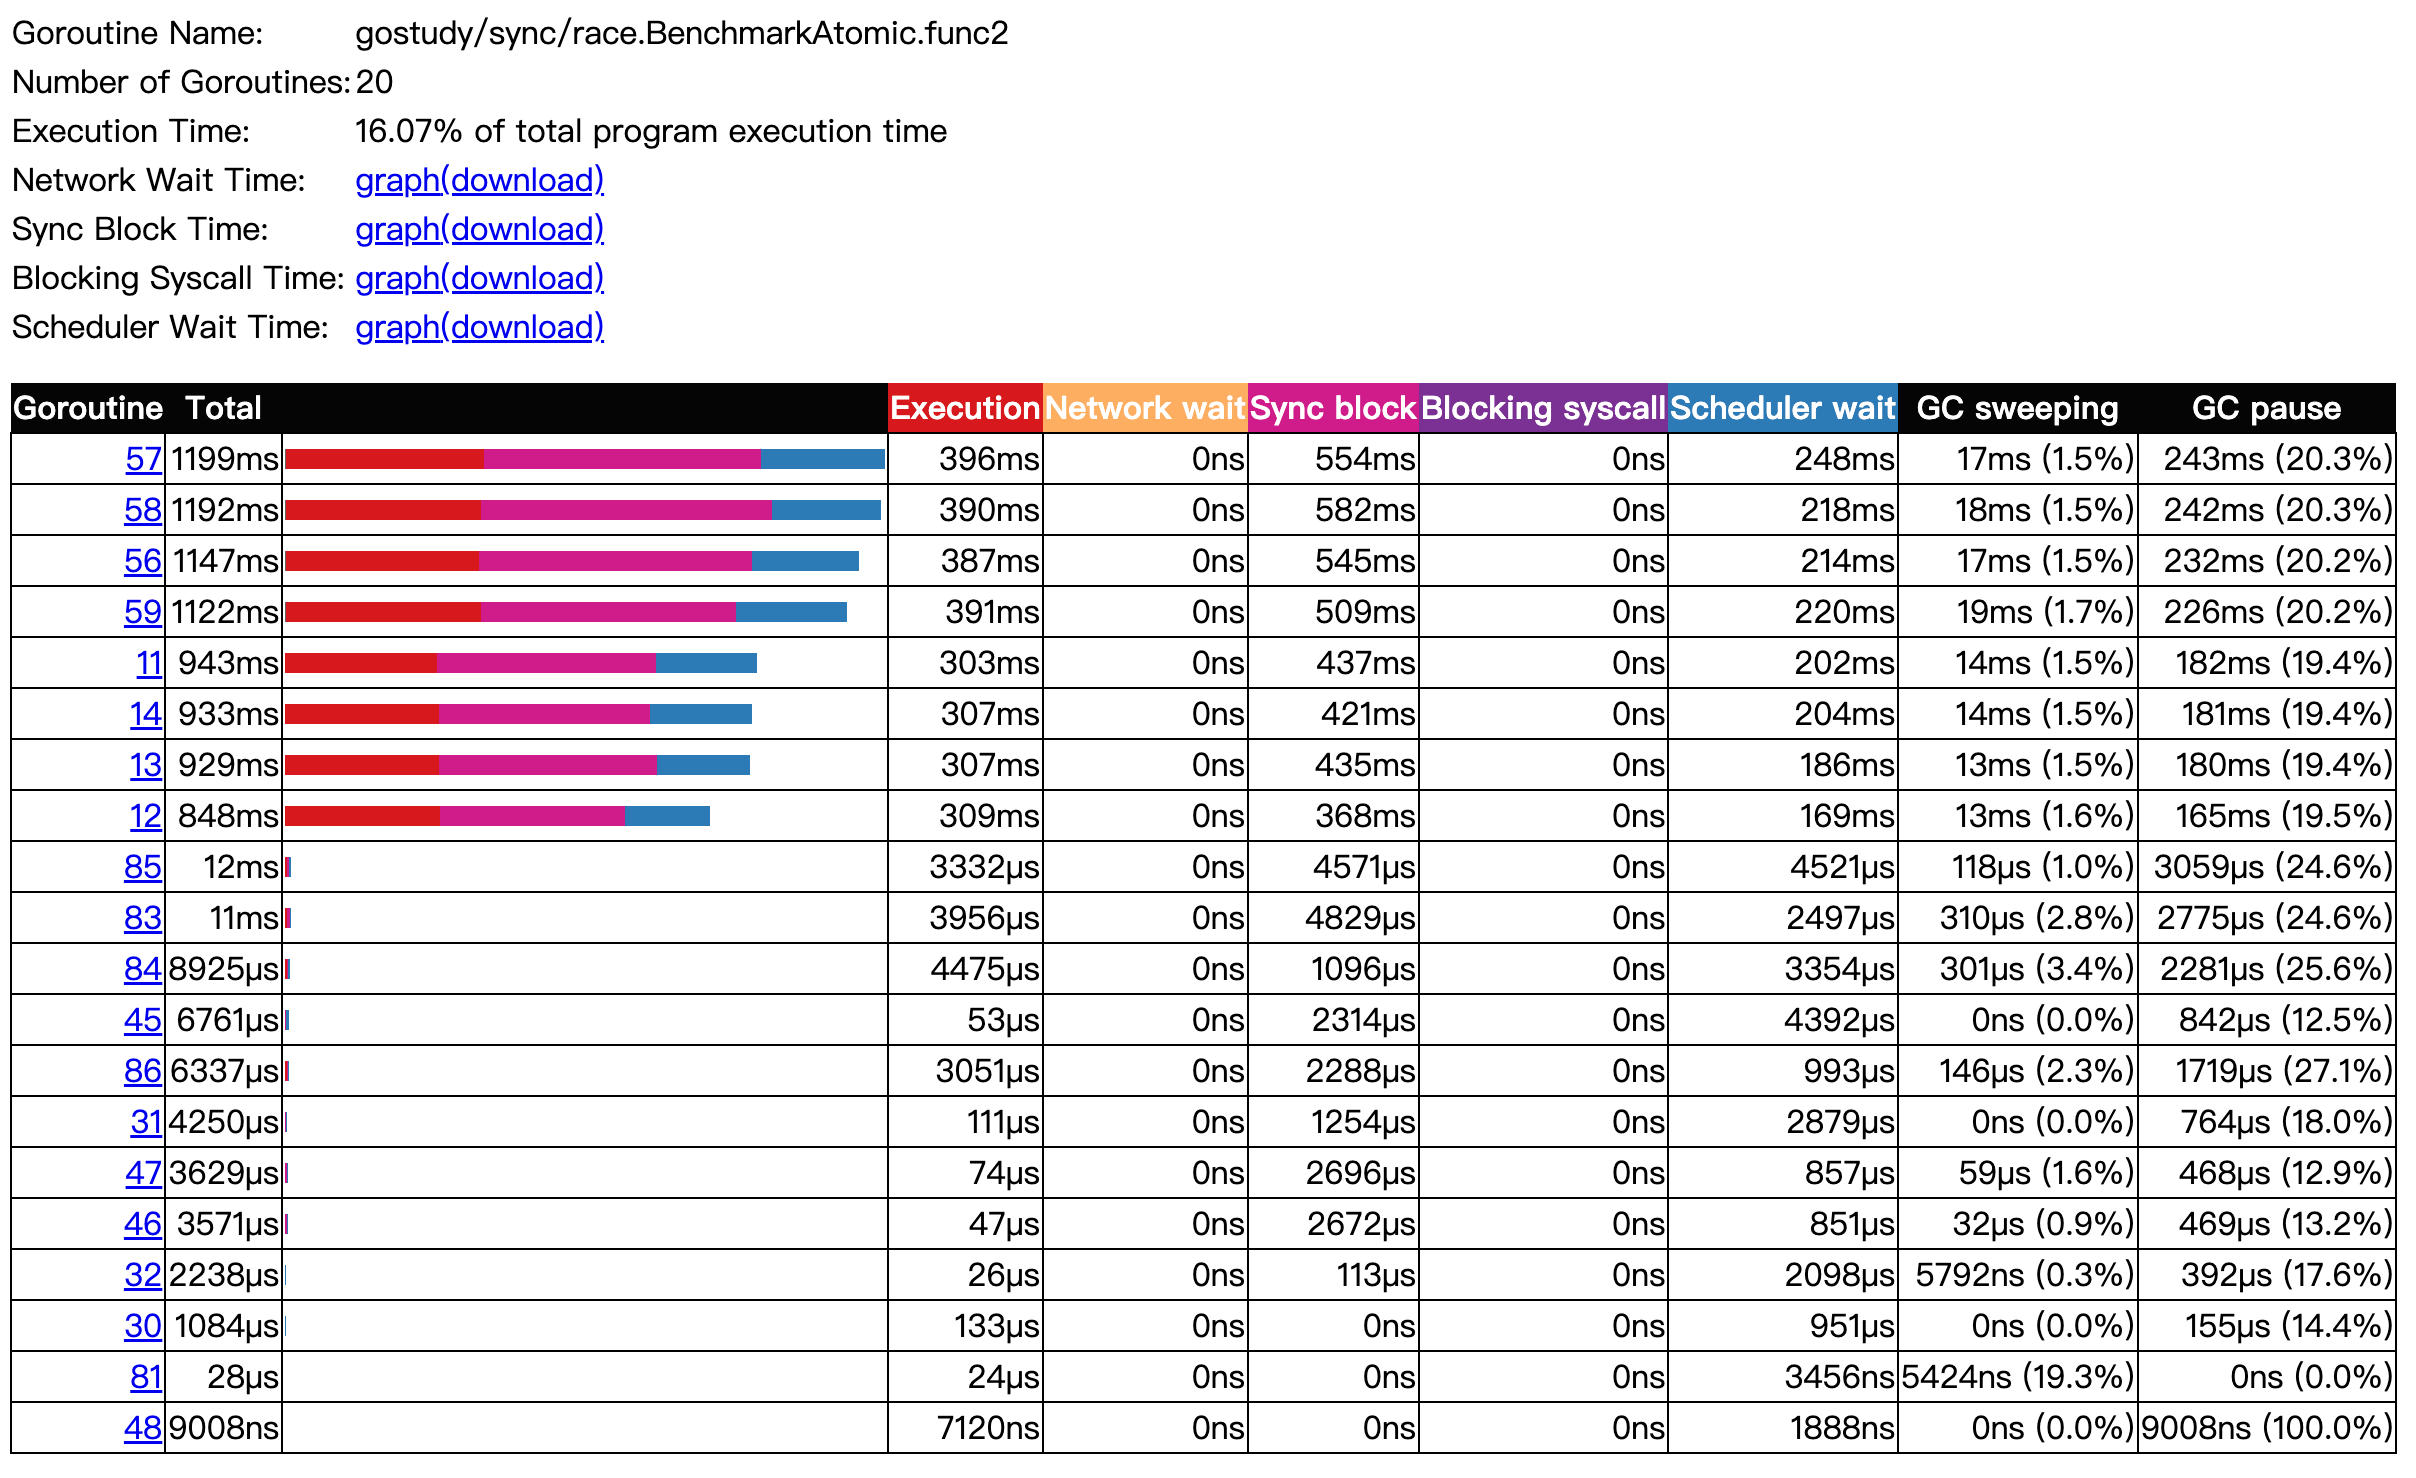 Goroutine Name: gostudy/sync/race.BenchmarkAtomic.func2
Number of Goroutines: 20
Execution Time: 16.07% of total program execution time
Network Wait Time: graph(download)
Sync Block Time: graph(download)
Blocking Syscall Time: graph(download)
Scheduler Wait Time: graph(download)
Goroutine Total Execution Network wait Sync block Blocking syscall Scheduler wait GC sweeping GC pause
57 1199ms 396ms 0ns 554ms 0ns 248ms 17ms (1.5%) 243ms (20.3%)
58 1192ms 390ms 0ns 582ms 0ns 218ms 18ms (1.5%) 242ms (20.3%)
56 1147ms 387ms 0ns 545ms 0ns 214ms 17ms (1.5%) 232ms (20.2%)
59 1122ms 391ms 0ns 509ms 0ns 220ms 19ms (1.7%) 226ms (20.2%)
11 943ms 303ms 0ns 437ms 0ns 202ms 14ms (1.5%) 182ms (19.4%)
14 933ms 307ms 0ns 421ms 0ns 204ms 14ms (1.5%) 181ms (19.4%)
13 929ms 307ms 0ns 435ms 0ns 186ms 13ms (1.5%) 180ms (19.4%)
12 848ms 309ms 0ns 368ms 0ns 169ms 13ms (1.6%) 165ms (19.5%)
85 12ms 3332µs 0ns 4571µs 0ns 4521µs 118µs (1.0%) 3059µs (24.6%)
83 11ms 3956µs 0ns 4829µs 0ns 2497µs 310µs (2.8%) 2775µs (24.6%)
84 8925µs 4475µs 0ns 1096µs 0ns 3354µs 301µs (3.4%) 2281µs (25.6%)
45 6761µs 53µs 0ns 2314µs 0ns 4392µs 0ns (0.0%) 842µs (12.5%)
86 6337µs 3051µs 0ns 2288µs 0ns 993µs 146µs (2.3%) 1719µs (27.1%)
31 4250µs 111µs 0ns 1254µs 0ns 2879µs 0ns (0.0%) 764µs (18.0%)
47 3629µs 74µs 0ns 2696µs 0ns 857µs 59µs (1.6%) 468µs (12.9%)
46 3571µs 47µs 0ns 2672µs 0ns 851µs 32µs (0.9%) 469µs (13.2%)
32 2238µs 26µs 0ns 113µs 0ns 2098µs 5792ns (0.3%) 392µs (17.6%)
30 1084µs 133µs 0ns 0ns 0ns 951µs 0ns (0.0%) 155µs (14.4%)
81 28µs 24µs 0ns 0ns 0ns 3456ns 5424ns (19.3%) 0ns (0.0%)
48 9008ns 7120ns 0ns 0ns 0ns 1888ns 0ns (0.0%) 9008ns (100.0%)